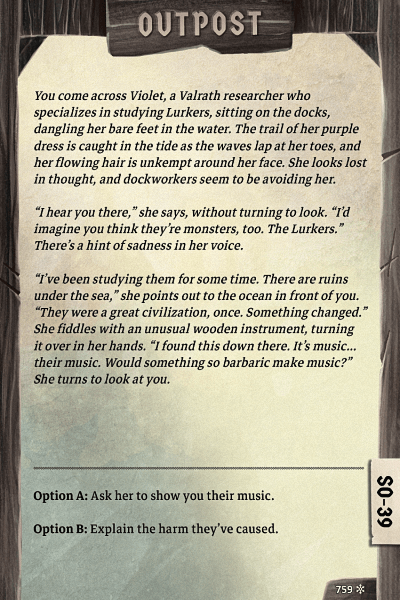 OUTPOST
You come across Violet, a Valrath researcher who
specializes in studying Lurkers, sitting on the docks,
dangling her bare feet in the water. The trail of her purple
dress is caught in the tide as the waves lap at her toes, and
her flowing hair is unkempt around her face. She looks lost
in thought, and dockworkers seem to be avoiding her.
“I hear you there,” she says, without turning to look. “I’d
imagine you think they’re monsters, too. The Lurkers.”
There’s a hint of sadness in her voice.
“I’ve been studying them for some time. There are ruins
under the sea,” she points out to the ocean in front of you.
“They were a great civilization, once. Something changed.”
She fiddles with an unusual wooden instrument, turning
it over in her hands. “I found this down there. It’s music...
their music. Would something so barbaric make music?”
She turns to look at you.
Option A: Ask her to show you their music.
Option B: Explain the harm they’ve caused.
SO-39
759